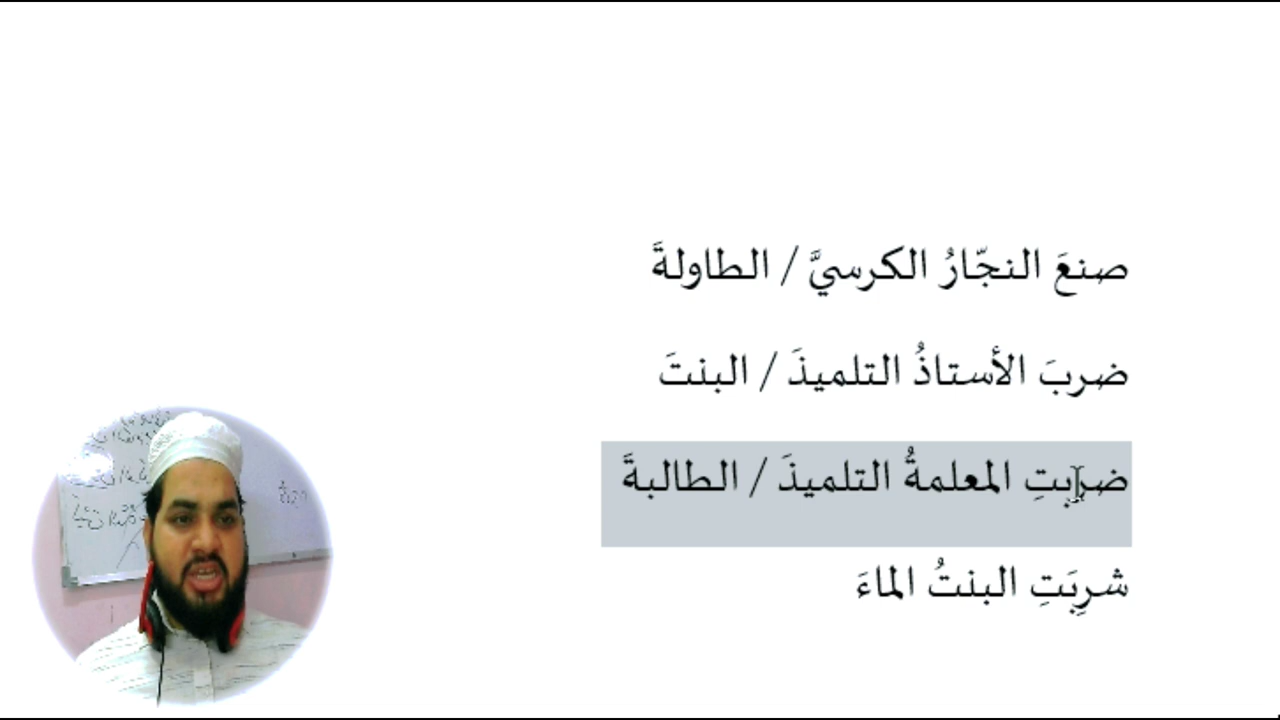 صنعَ النجّارُ الكرسيَّ / الطاولةَ
ضربَ الأستاذُ التلميذَ / البنتَ
ضربتِ المعلمةُ التلميذَ / الطالبةَ
شرِبَتِ البنتُ الماءَ